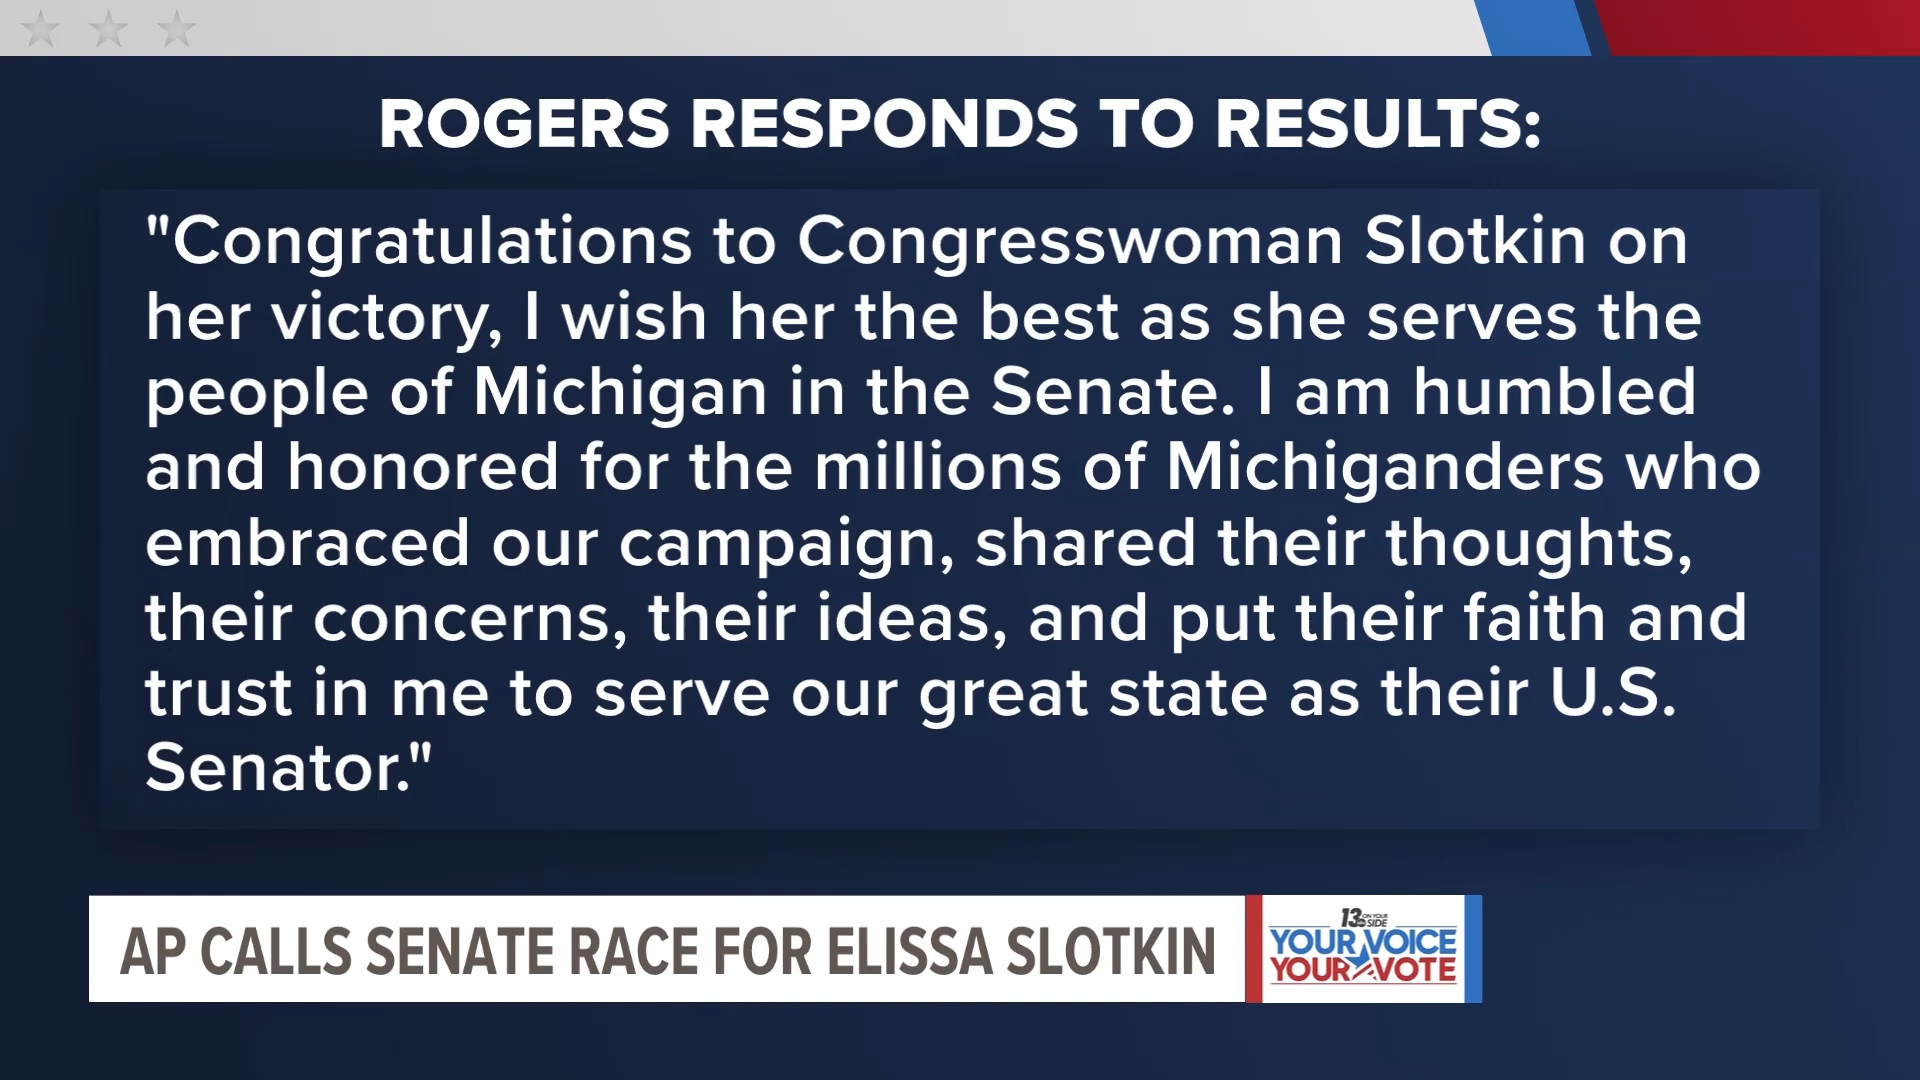 ROGERS RESPONDS TO RESULTS:
"Congratulations to Congresswoman Slotkin on
her victory, I wish her the best as she serves the
people of Michigan in the Senate. I am humbled
and honored for the millions of Michiganders who
embraced our campaign, shared their thoughts,
their concerns, their ideas, and put their faith and
trust in me to serve our great state as their U.S.
Senator."
AP CALLS SENATE RACE FOR ELISSA SLOTKIN
13 ON YOUR SIDE
YOUR VOICE
YOUR VOTE